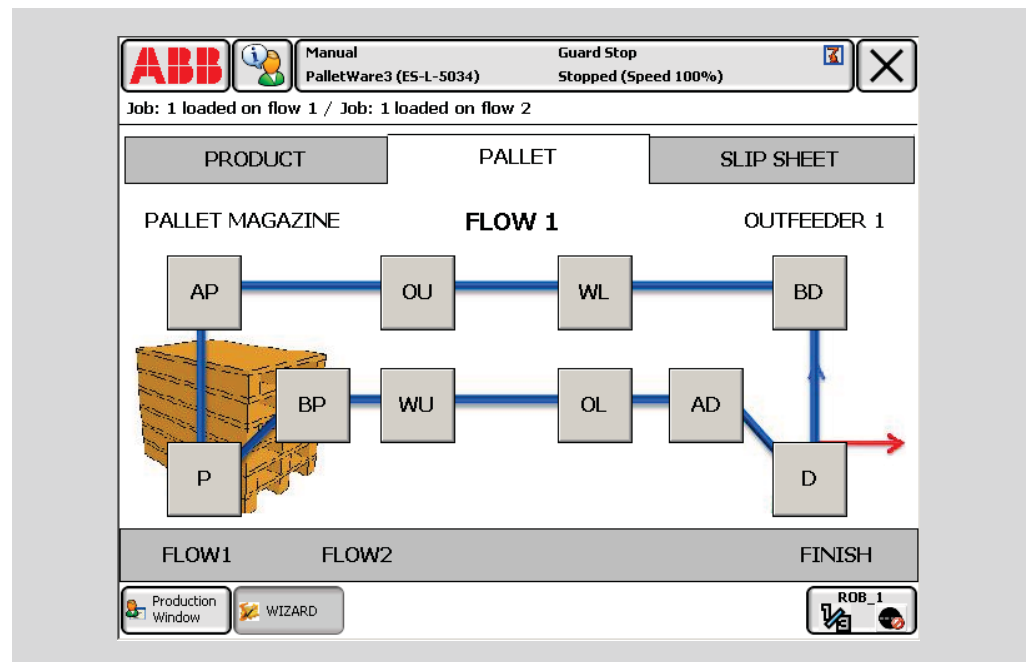 ABB
Manual Guard Stop
PalletWare3 (ES-L-5034) Stopped (Speed 100%)
Job: 1 loaded on flow 1 / Job: 1 loaded on flow 2
PRODUCT PALLET SLIP SHEET
PALLET MAGAZINE FLOW 1 OUTFEEDER 1
AP OU WL BD
BP WU OL AD
P D
FLOW1 FLOW2 FINISH
Production
Window
WIZARD
ROB_1
1/3